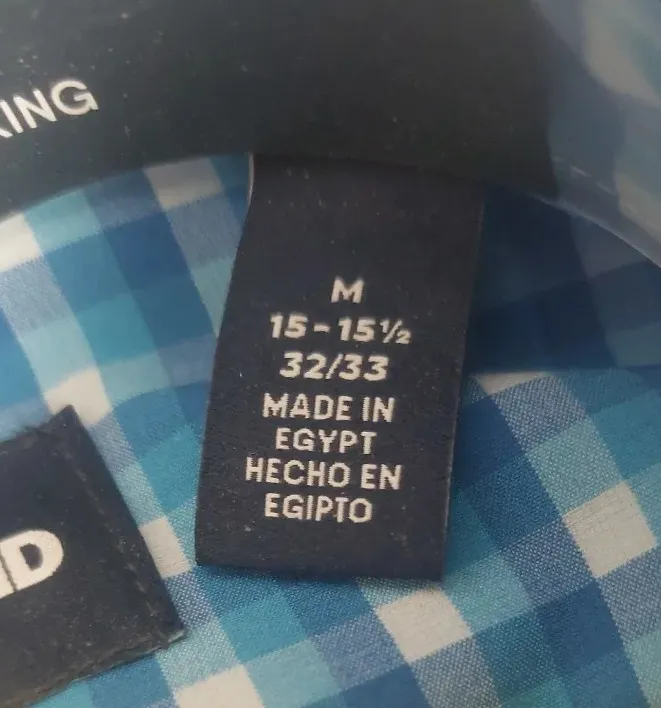 M
15-15½
32/33
MADE IN
EGYPT
HECHO EN
EGIPTO